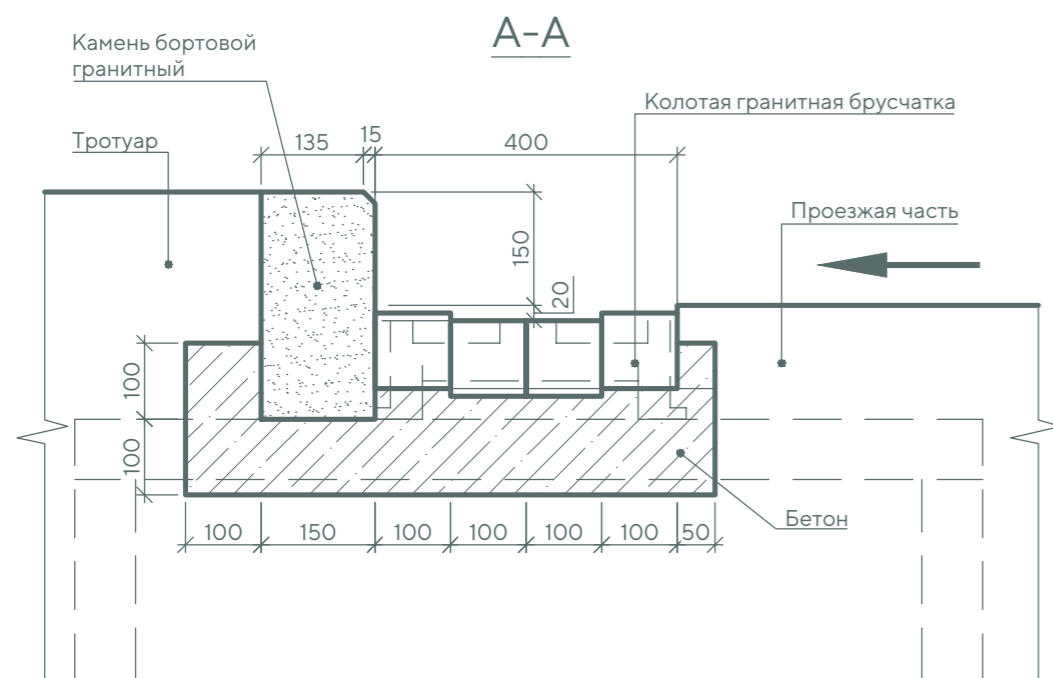 А-А
Камень бортовой
гранитный
Колотая гранитная брусчатка
Тротуар
135
15
400
Проезжая часть
150
20
100
100
Бетон
100
150
100
100
100
100
50